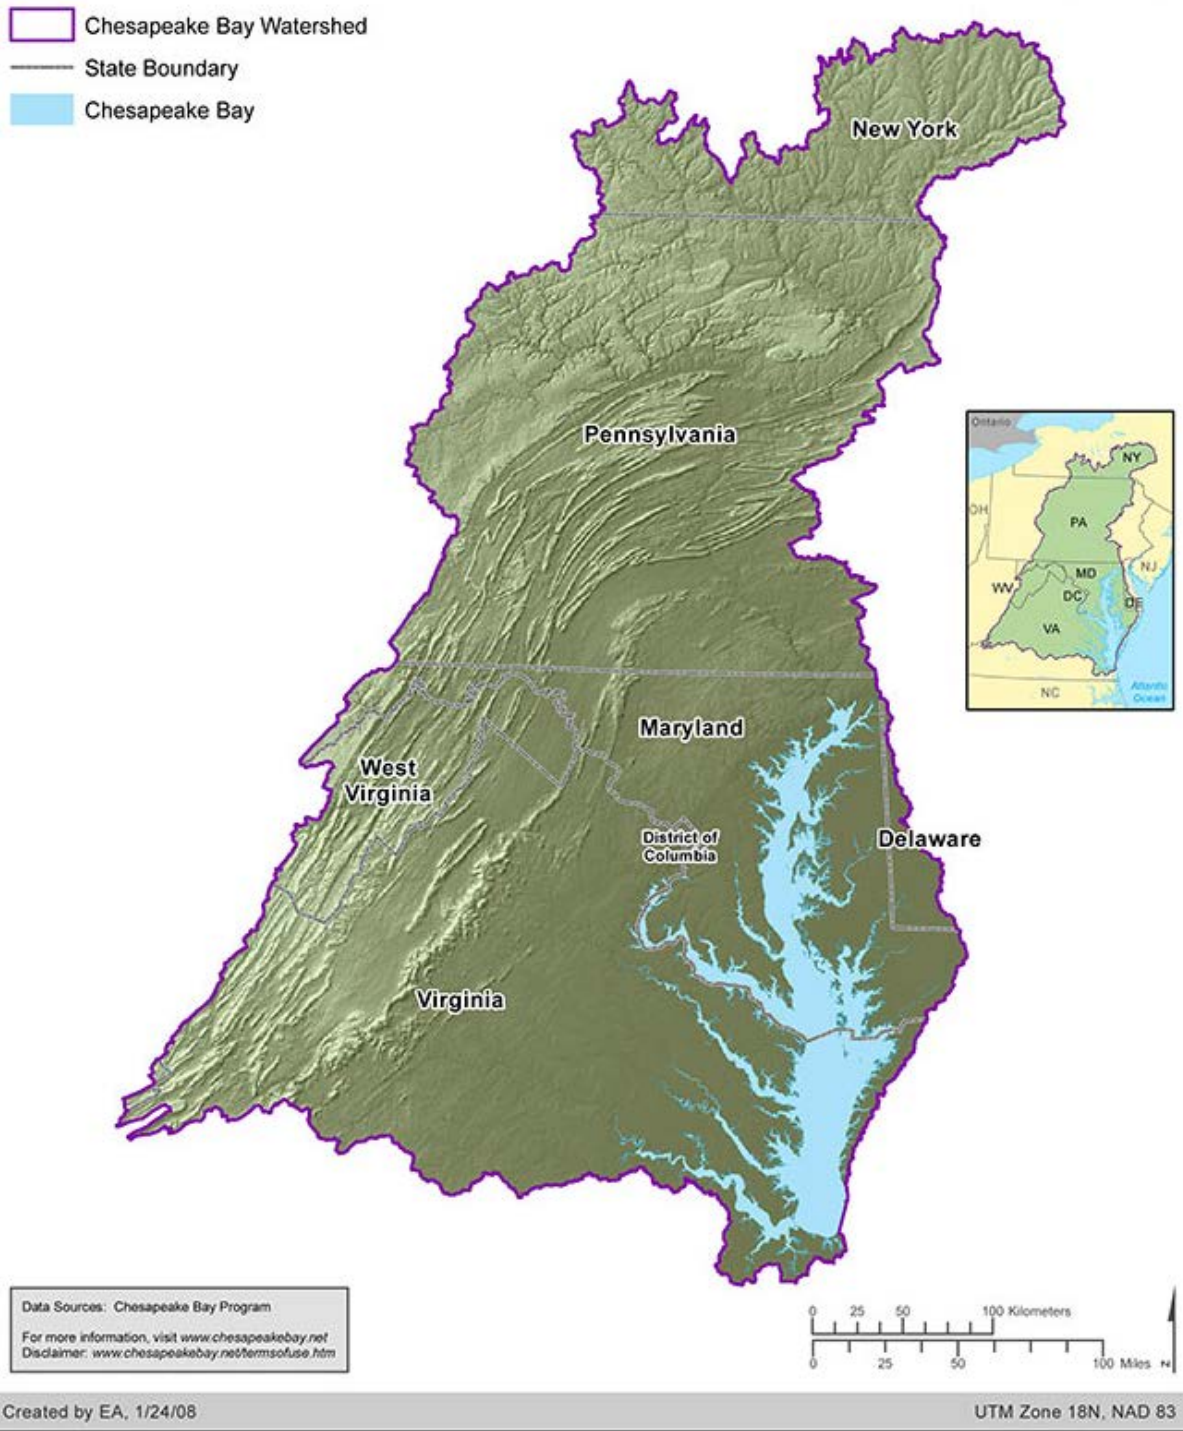 Chesapeake Bay Watershed
State Boundary
Chesapeake Bay
New York
Pennsylvania
Maryland
West
Virginia
District of
Columbia
Delaware
Virginia
Ontario
NY
OH
PA
NJ
MD
WV
DC
DE
VA
NC
Atlantic
Ocean
Data Sources: Chesapeake Bay Program
For more information, visit www.chesapeakebay.net
Disclaimer: www.chesapeakebay.net/termsofuse.htm
0 25 50 100 Kilometers
0 25 50 100 Miles
N
Created by EA, 1/24/08
UTM Zone 18N, NAD 83